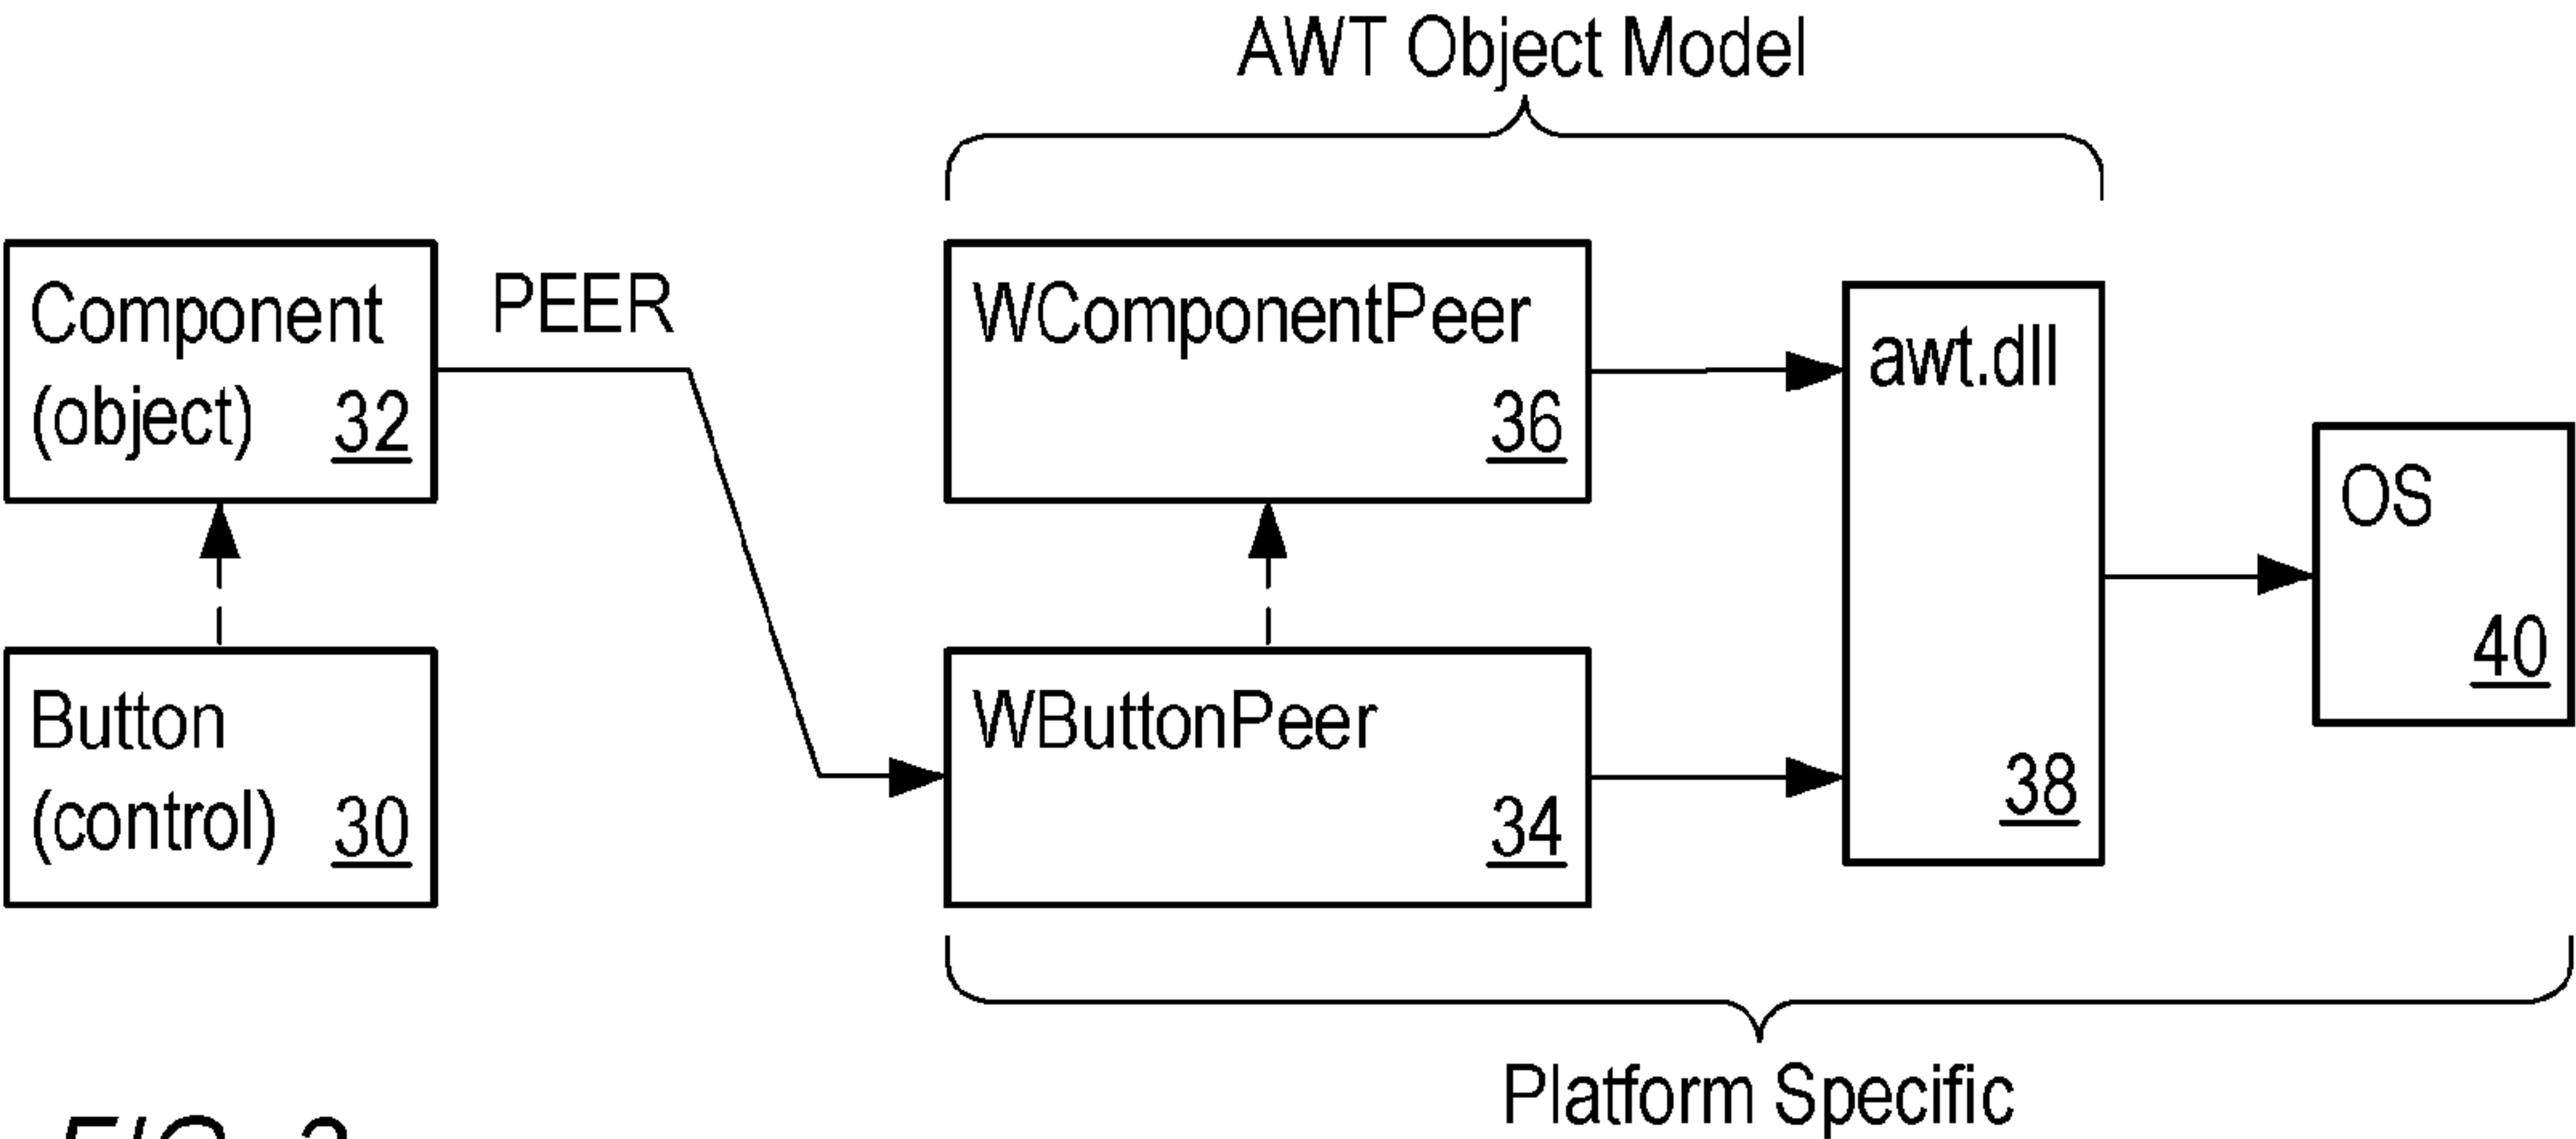 AWT Object Model
Component
(object) 32
PEER
WComponentPeer
36
awt.dll
38
OS
40
Button
(control) 30
WButtonPeer
34
Platform Specific